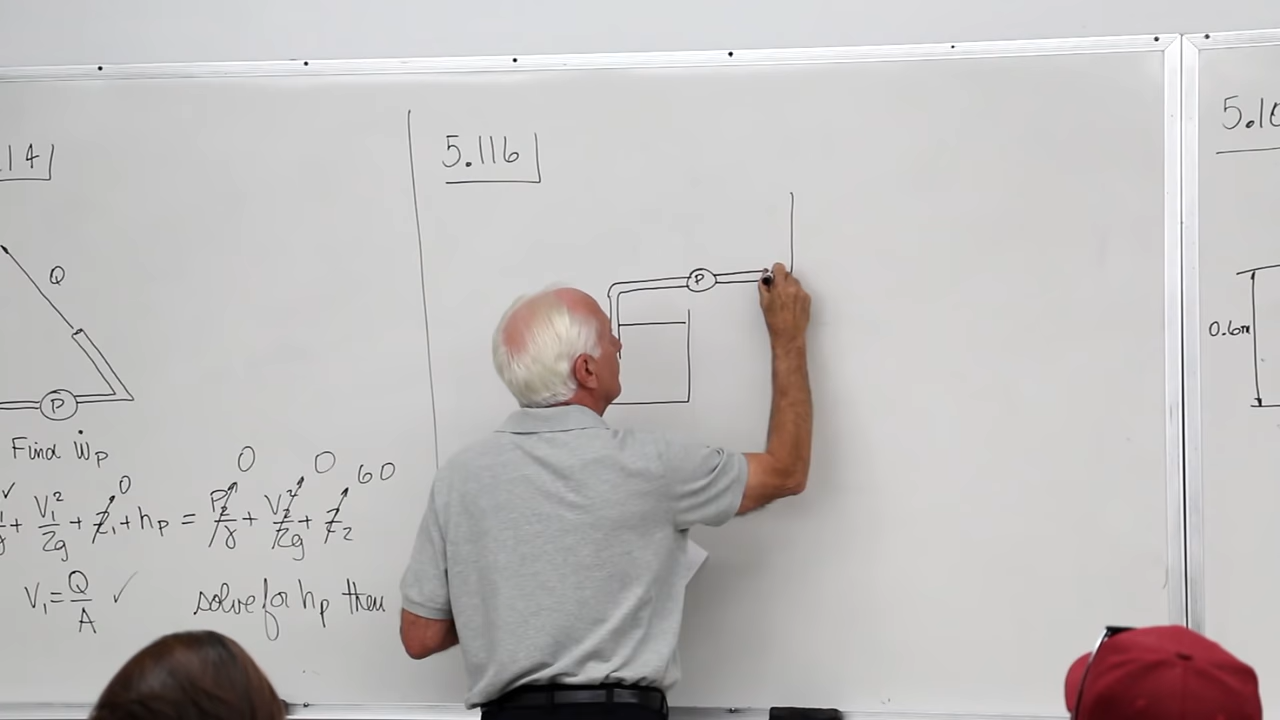 .14
Q
P
Find ẆP
+ V₁²/2g + z₁ 0 + hP = P₂/γ 0 + V₂²/2g 0 + z₂ 60
V₁ = Q/A ✓ solve for hP then
5.116
P
5.10
0.6m